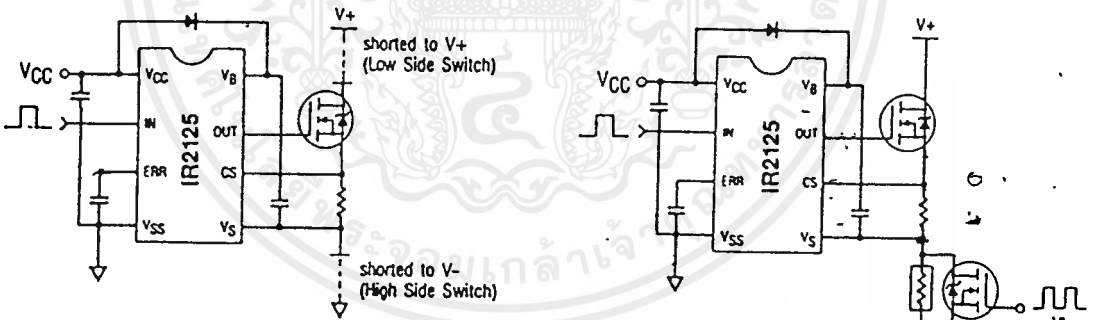 V+
shorted to V+
(Low Side Switch)
VCC
VCC
VB
IN
OUT
IR2125
ERR
CS
VSS
VS
shorted to V-
(High Side Switch)
V+
VCC
VCC
VB
IN
OUT
IR2125
ERR
CS
VSS
VS